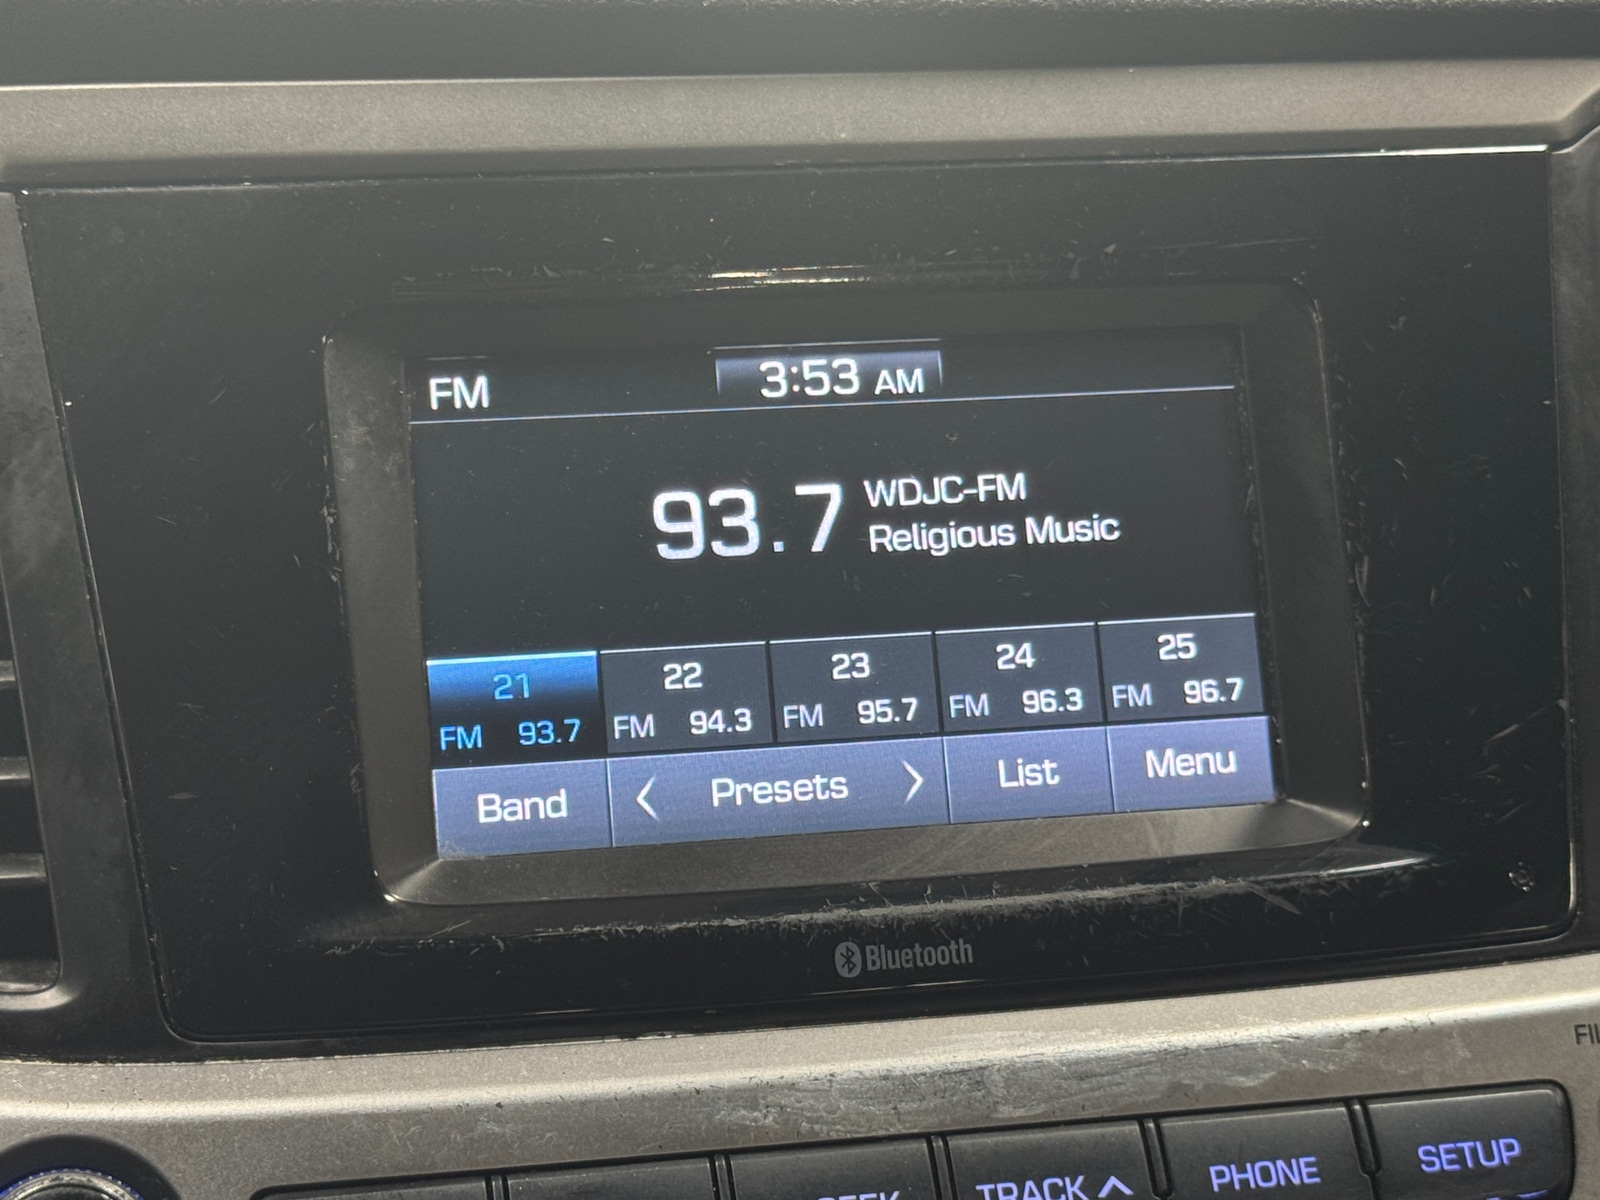 FM
3:53 AM
93.7
WDJC-FM
Religious Music
21
22
23
24
25
FM 93.7
FM 94.3
FM 95.7
FM 96.3
FM 96.7
Band
< Presets >
List
Menu
Bluetooth
TRACK
PHONE
SETUP